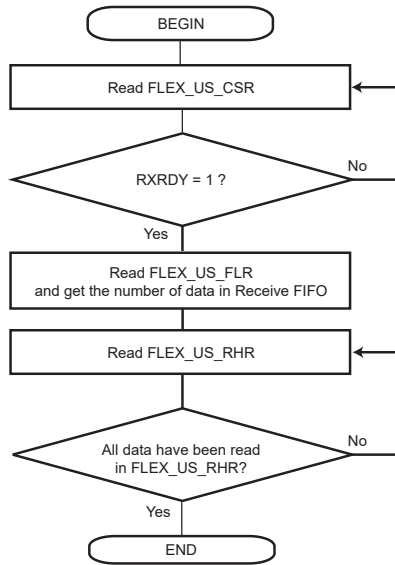 BEGIN
Read FLEX_US_CSR
RXRDY = 1 ?
No
Yes
Read FLEX_US_FLR
and get the number of data in Receive FIFO
Read FLEX_US_RHR
All data have been read
in FLEX_US_RHR?
No
Yes
END